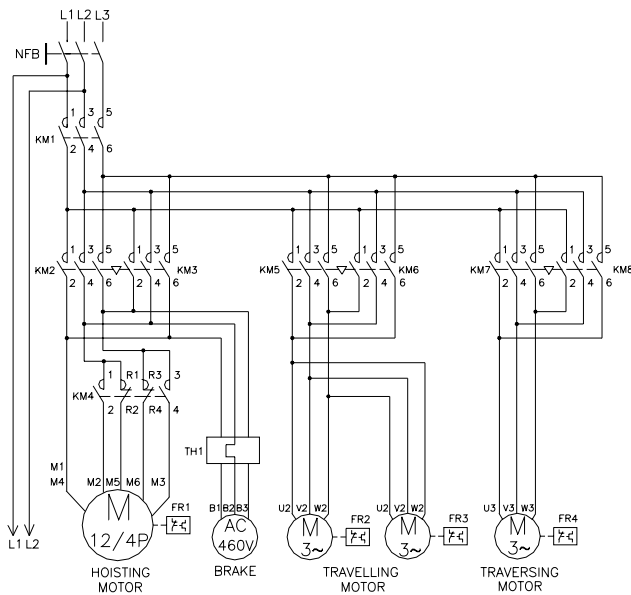 L1 L2 L3
NFB
1 3 5
KM1
2 4 6
1 3 5 1 3 5 1 3 5 1 3 5 1 3 5 1 3 5
KM2 KM3 KM5 KM6 KM7 KM8
2 4 6 2 4 6 2 4 6 2 4 6 2 4 6 2 4 6
1 R1 R3 3
KM4
2 R2 R4 4
TH1
M1
M4 M2 M5 M6 M3
B1 B2 B3 U2 V2 W2 U2 V2 W2 U3 V3 W3
FR1 FR2 FR3 FR4
M AC M M M
12/4P 460V 3~ 3~ 3~
L1 L2
HOISTING BRAKE TRAVELLING TRAVERSING
MOTOR MOTOR MOTOR